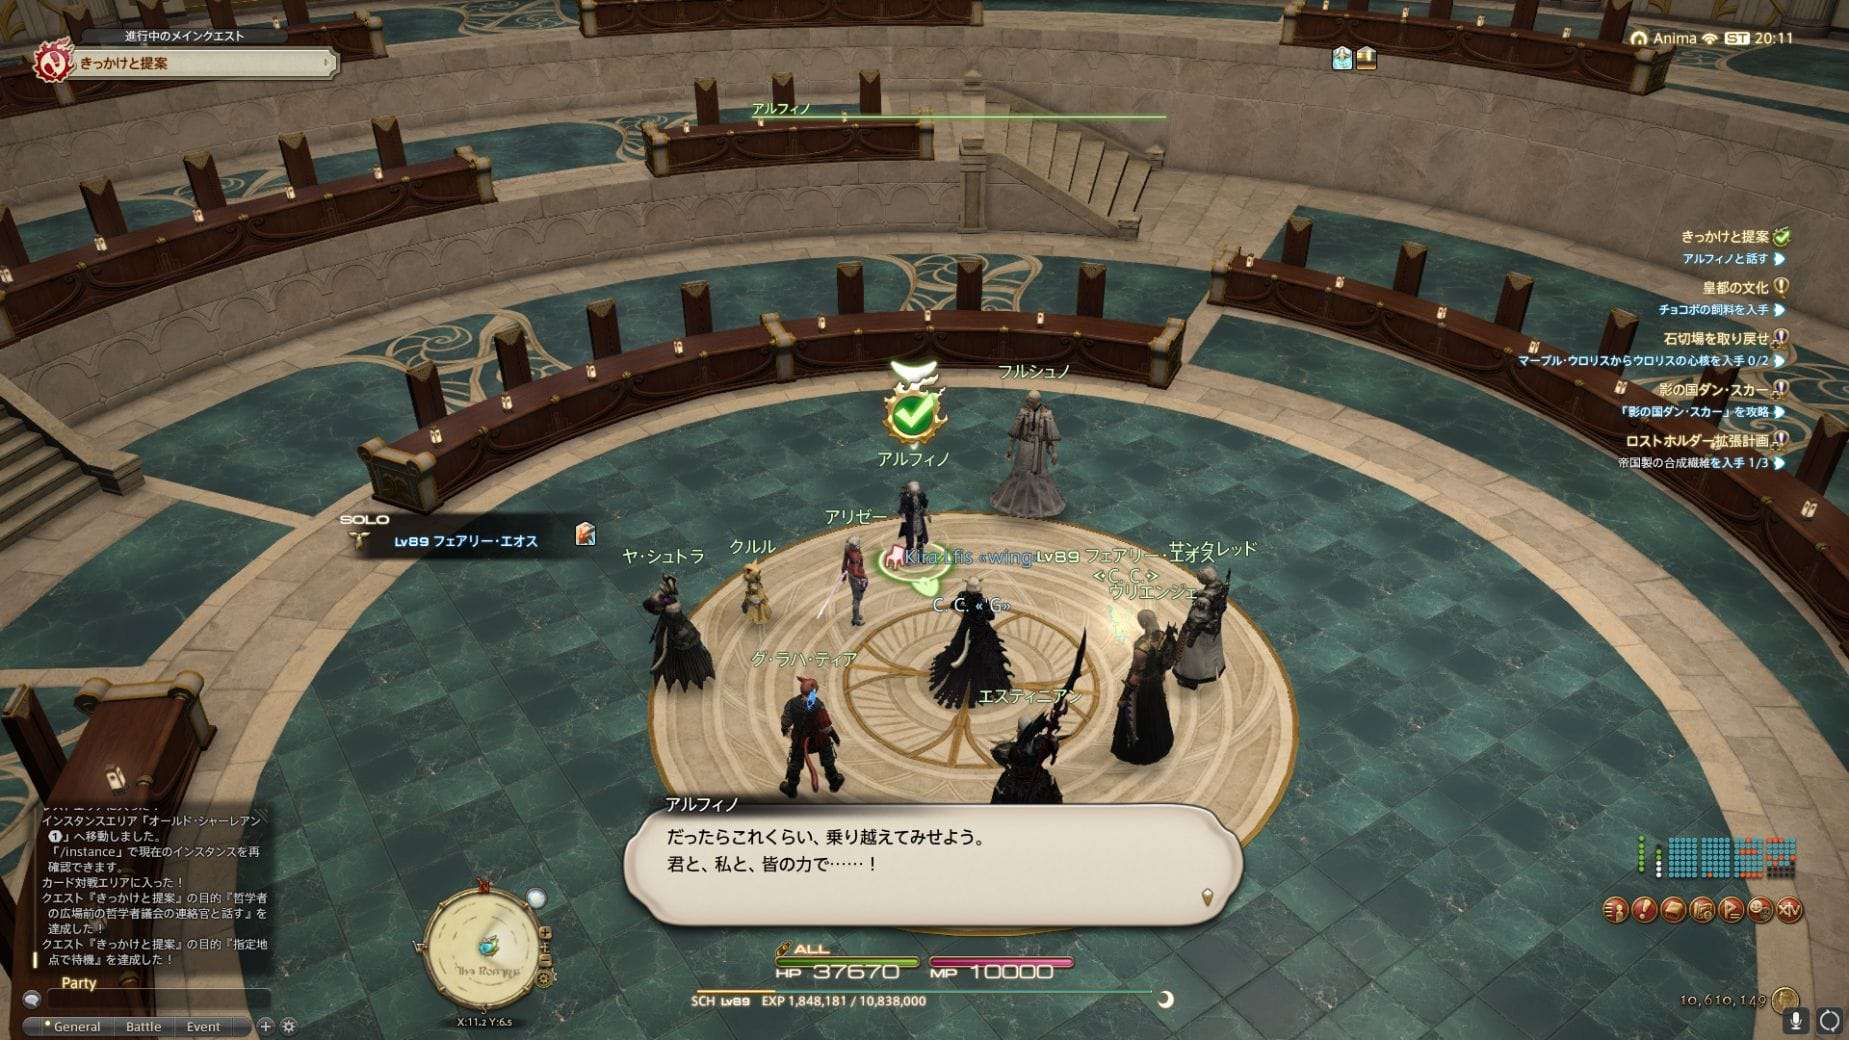 進行中のメインクエスト
きっかけと提案
Anima
ST 20:11
アルフィノ
きっかけと提案
アルフィノと話す
皇都の文化
チョコボの飼料を入手
石切場を取り戻せ
マーブル・ウロリスからウロリスの心核を入手 0/2
影の国ダン・スカー
「影の国ダン・スカー」を攻略
ロストホルダー拡張計画
帝国製の合成繊維を入手 1/3
フルシュノ
アルフィノ
アリゼー
SOLO
Lv89 フェアリー・エオス
ヤ・シュトラ
クルル
Lv89 フェアリー・エオス
サンクレッド
ウリエンジェ
グ・ラハ・ティア
エスティニアン
アルフィノ
だったらこれくらい、乗り越えてみせよう。
君と、私と、皆の力で……！
インスタンスエリア「オールド・シャーレアン
1」へ移動しました。
「/instance」で現在のインスタンスを再
確認できます。
カード対戦エリアに入った！
クエスト『きっかけと提案』の目的『哲学者
の広場前の哲学者議会の連絡官と話す』を
達成した！
クエスト『きっかけと提案』の目的『指定地
点で待機』を達成した！
Party
General
Battle
Event
X:11.2 Y:6.5
ALL
HP 37670
MP 10000
SCH Lv89 EXP 1,848,181 / 10,838,000
10,610,149
XIV